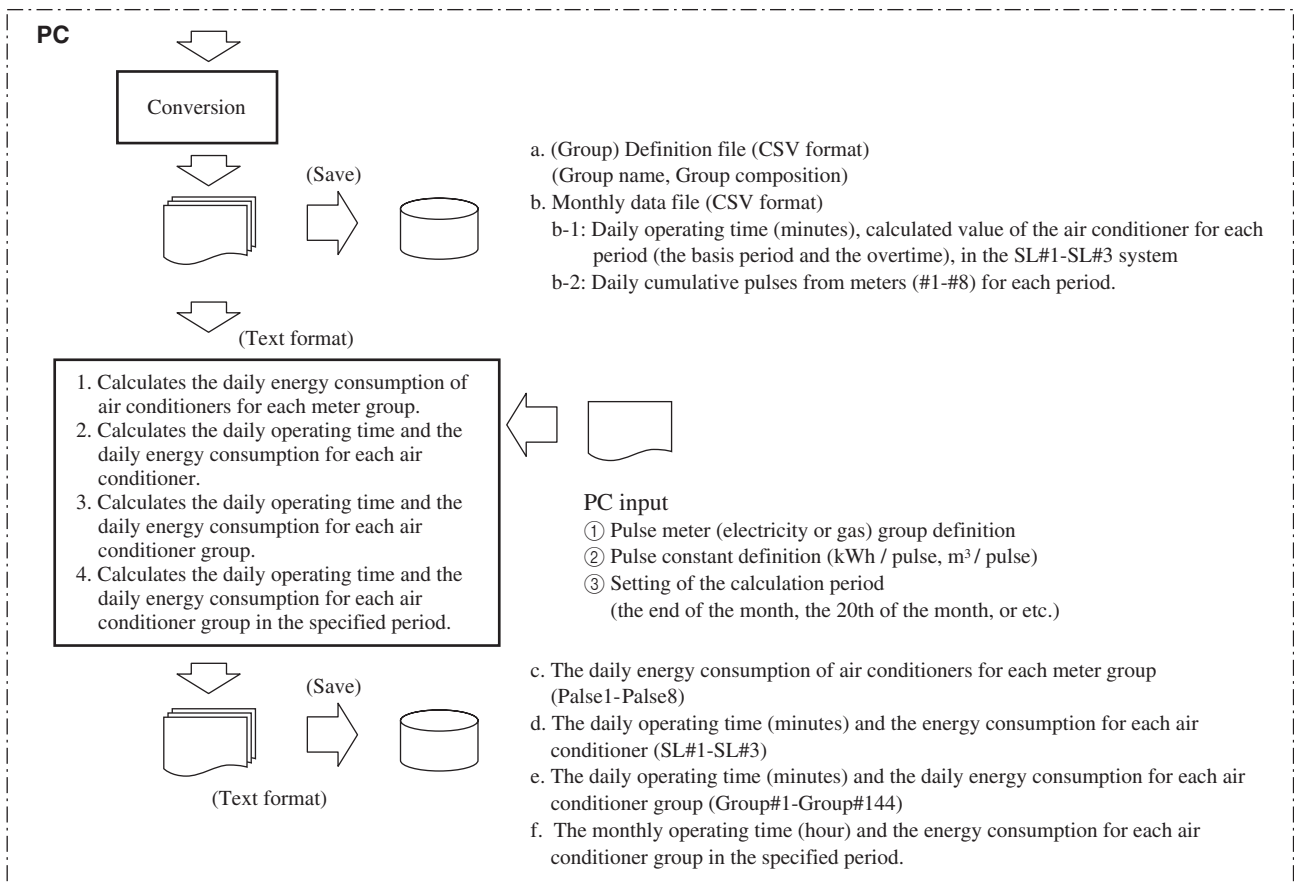 PC
Conversion
(Save)
a. (Group) Definition file (CSV format)
(Group name, Group composition)
b. Monthly data file (CSV format)
b-1: Daily operating time (minutes), calculated value of the air conditioner for each
period (the basis period and the overtime), in the SL#1-SL#3 system
b-2: Daily cumulative pulses from meters (#1-#8) for each period.
(Text format)
1. Calculates the daily energy consumption of
air conditioners for each meter group.
2. Calculates the daily operating time and the
daily energy consumption for each air
conditioner.
3. Calculates the daily operating time and the
daily energy consumption for each air
conditioner group.
4. Calculates the daily operating time and the
daily energy consumption for each air
conditioner group in the specified period.
PC input
① Pulse meter (electricity or gas) group definition
② Pulse constant definition (kWh / pulse, m³ / pulse)
③ Setting of the calculation period
(the end of the month, the 20th of the month, or etc.)
(Save)
(Text format)
c. The daily energy consumption of air conditioners for each meter group
(Palse1-Palse8)
d. The daily operating time (minutes) and the energy consumption for each air
conditioner (SL#1-SL#3)
e. The daily operating time (minutes) and the daily energy consumption for each air
conditioner group (Group#1-Group#144)
f. The monthly operating time (hour) and the energy consumption for each air
conditioner group in the specified period.